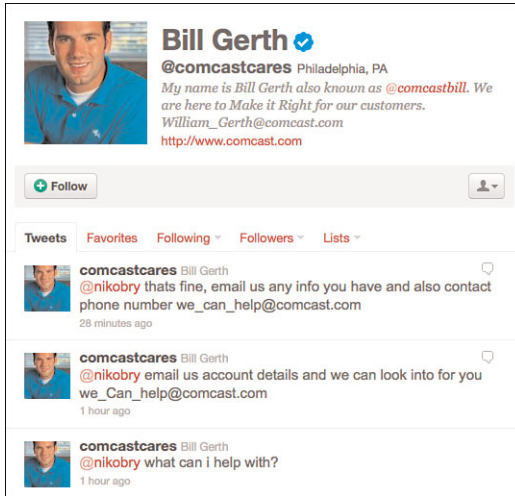 Bill Gerth
@comcastcares Philadelphia, PA
My name is Bill Gerth also known as @comcastbill. We
are here to Make it Right for our customers.
William_Gerth@comcast.com
http://www.comcast.com
Follow
Tweets Favorites Following Followers Lists
comcastcares Bill Gerth
@nikobry thats fine, email us any info you have and also contact
phone number we_can_help@comcast.com
28 minutes ago
comcastcares Bill Gerth
@nikobry email us account details and we can look into for you
we_Can_help@comcast.com
1 hour ago
comcastcares Bill Gerth
@nikobry what can i help with?
1 hour ago